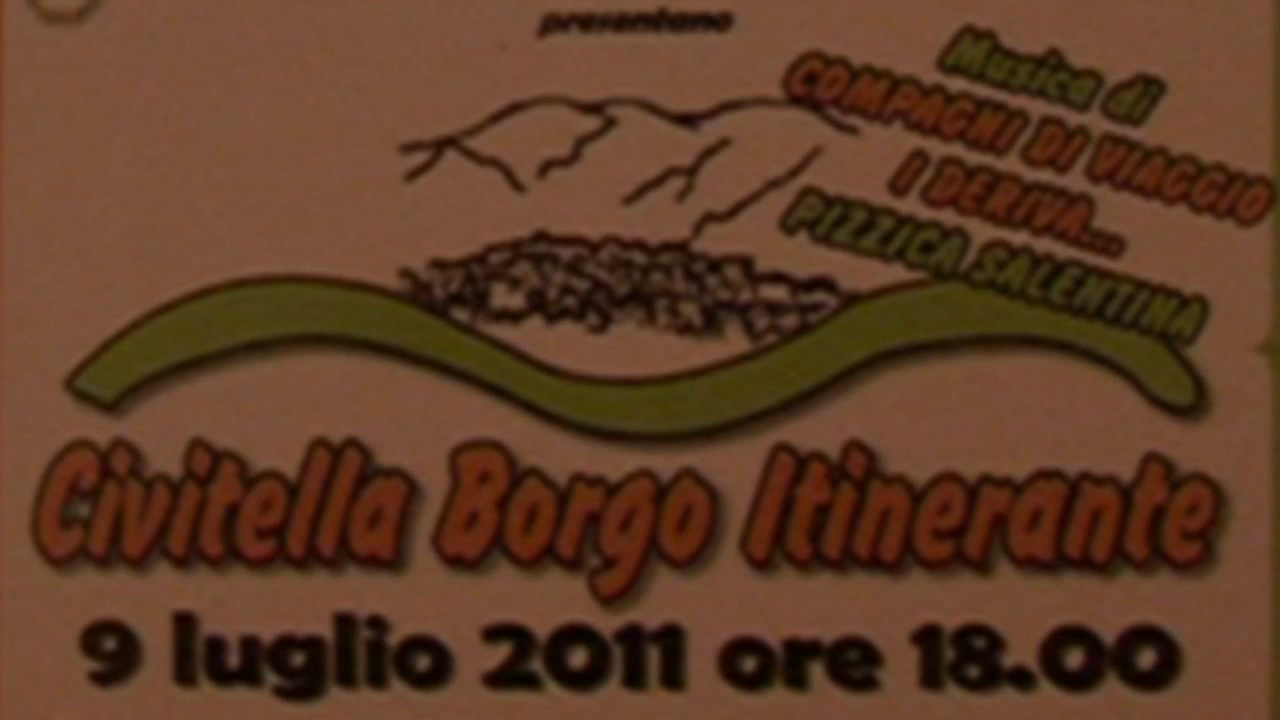 presentano
Musica di
COMPAGNI DI VIAGGIO
I DERIVA...
PIZZICA SALENTINA
Civitella Borgo Itinerante
9 luglio 2011 ore 18.00